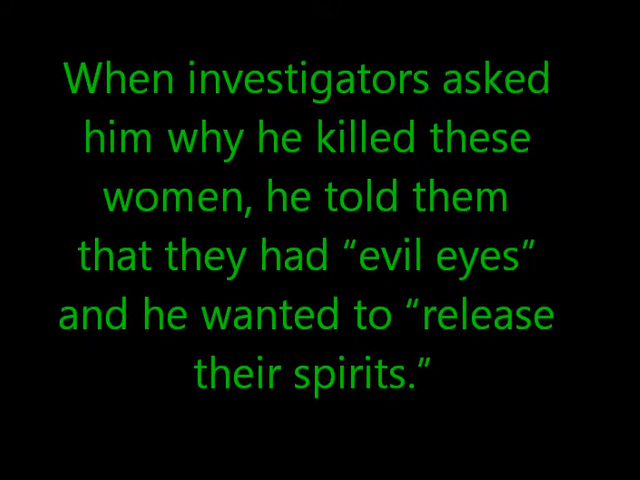 When investigators asked
him why he killed these
women, he told them
that they had “evil eyes”
and he wanted to “release
their spirits.”